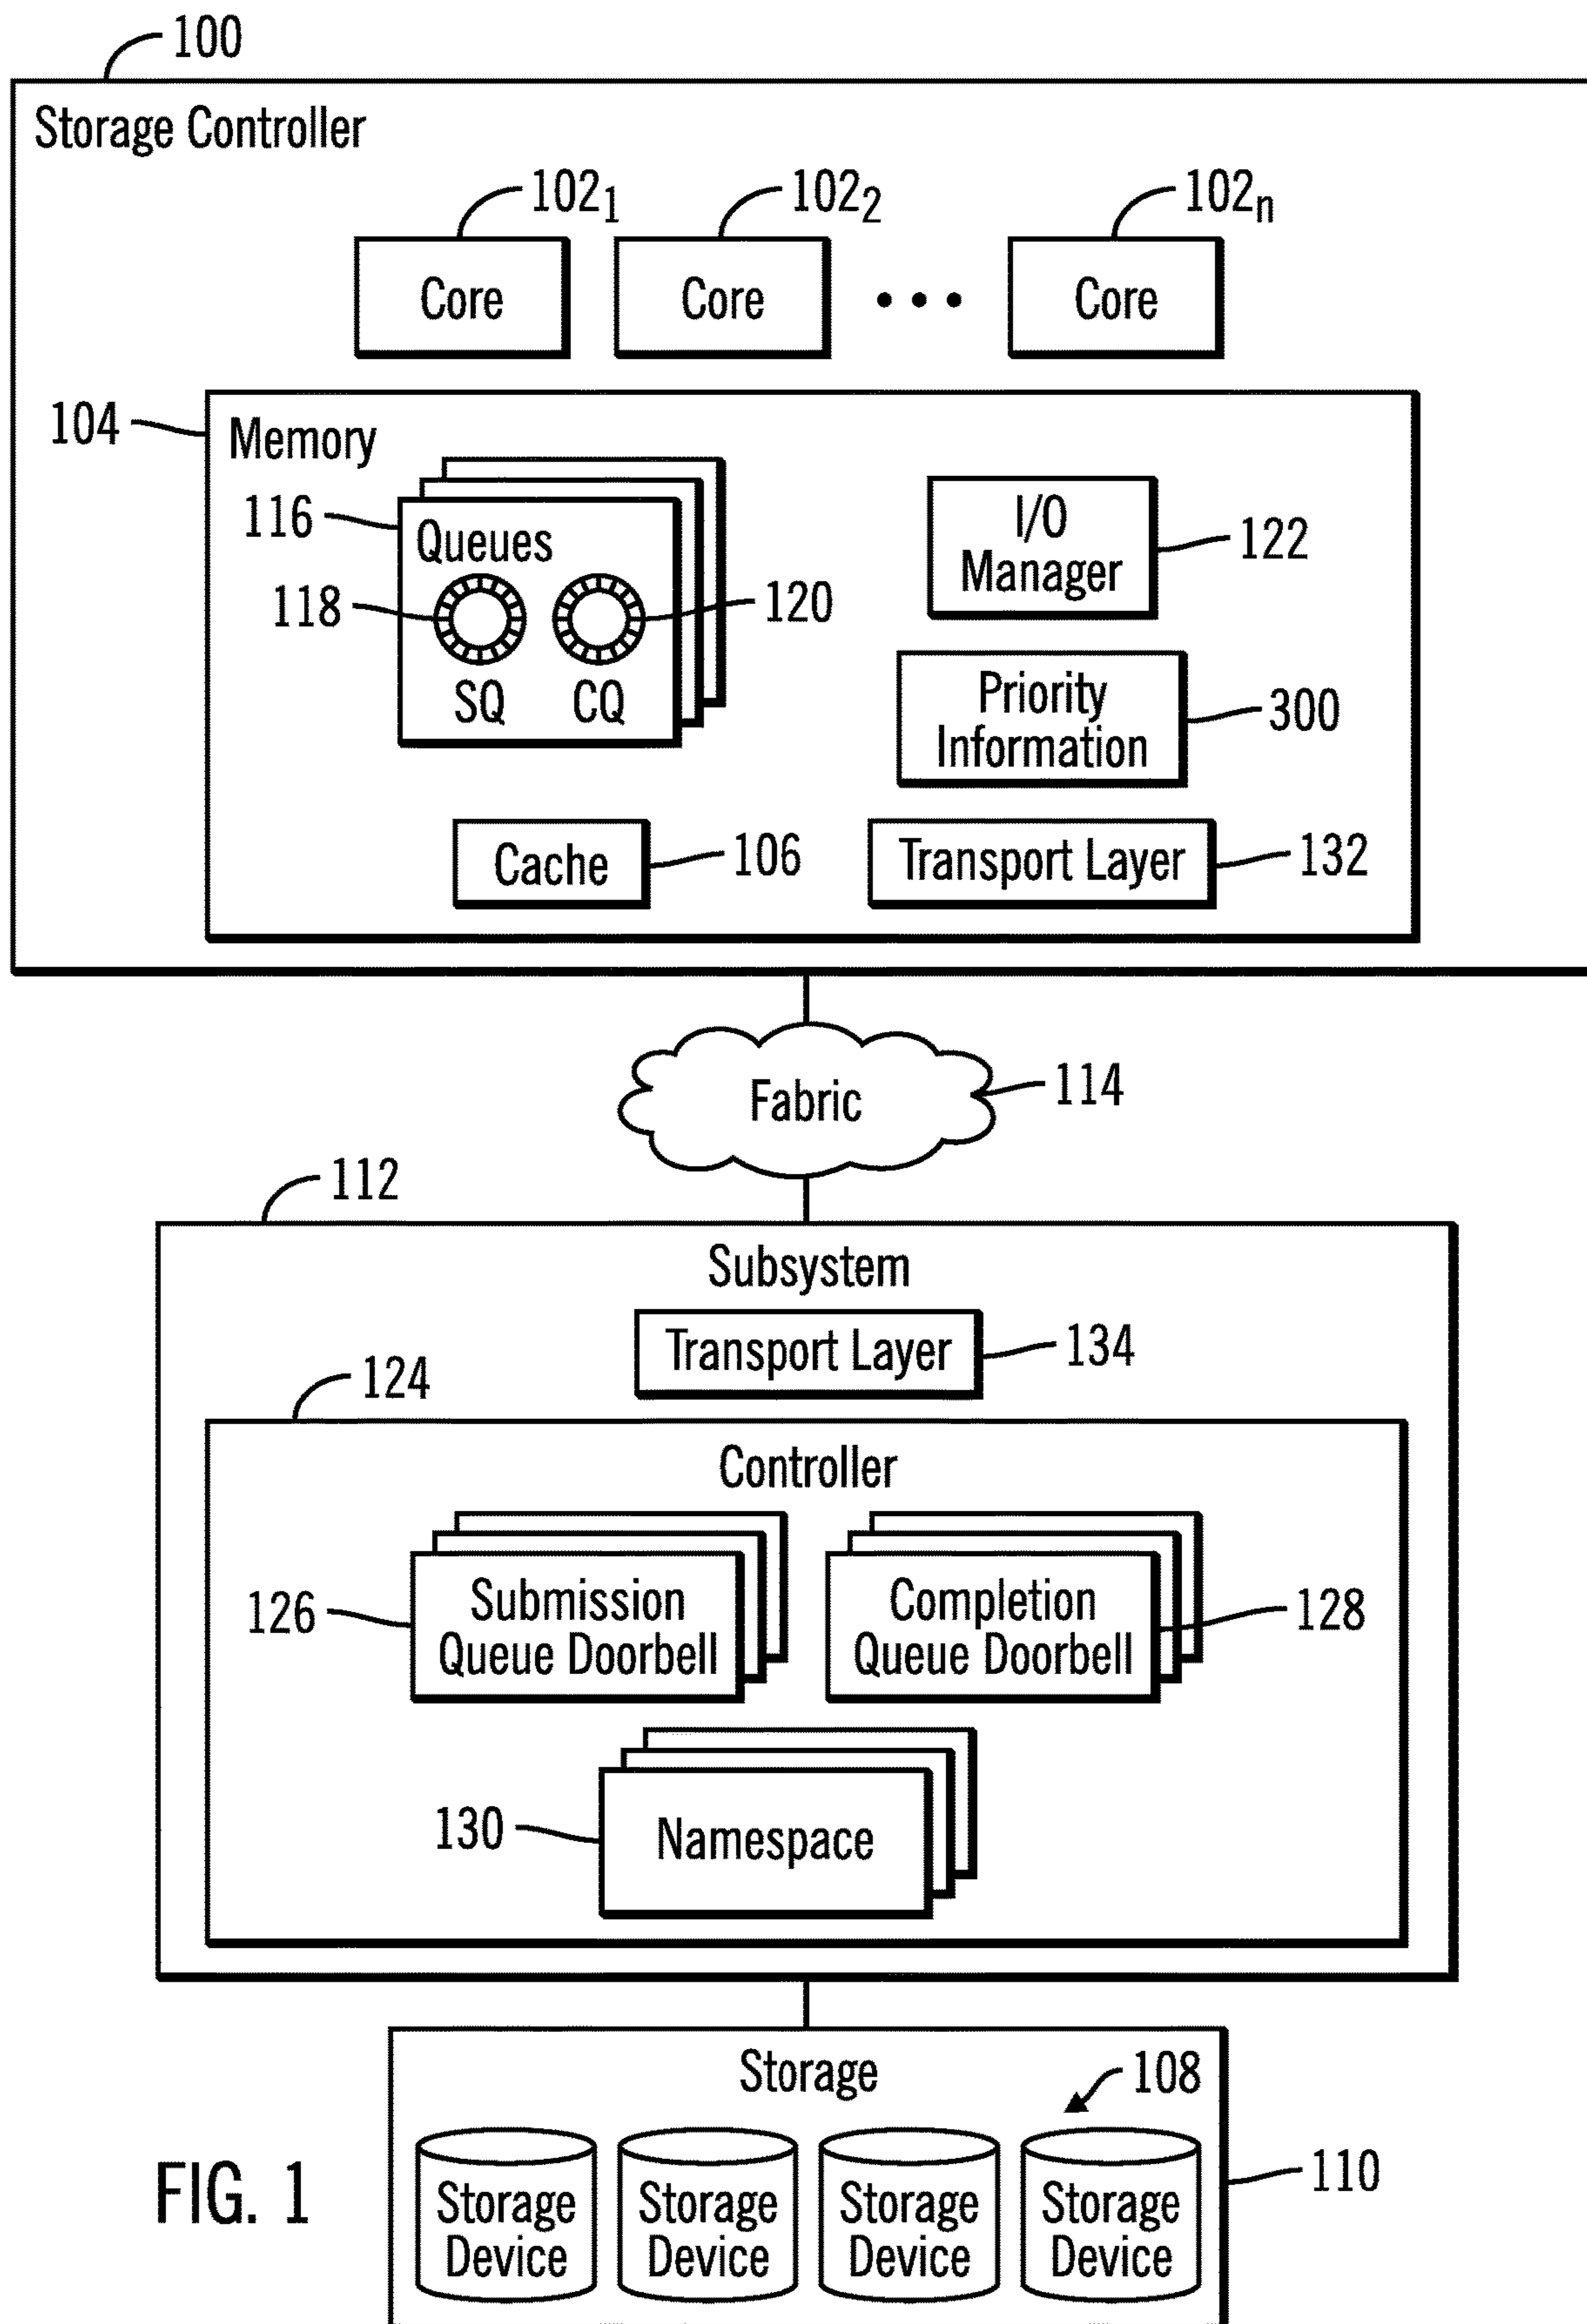 100
Storage Controller
102₁ 102₂ 102ₙ
Core Core • • • Core
104
Memory
116
Queues
118 120
SQ CQ
I/O
Manager
122
Priority
Information
300
Cache
106
Transport Layer
132
Fabric
114
112
Subsystem
Transport Layer
134
124
Controller
126
Submission
Queue Doorbell
Completion
Queue Doorbell
128
130
Namespace
Storage
108
110
Storage
Device
Storage
Device
Storage
Device
Storage
Device
FIG. 1